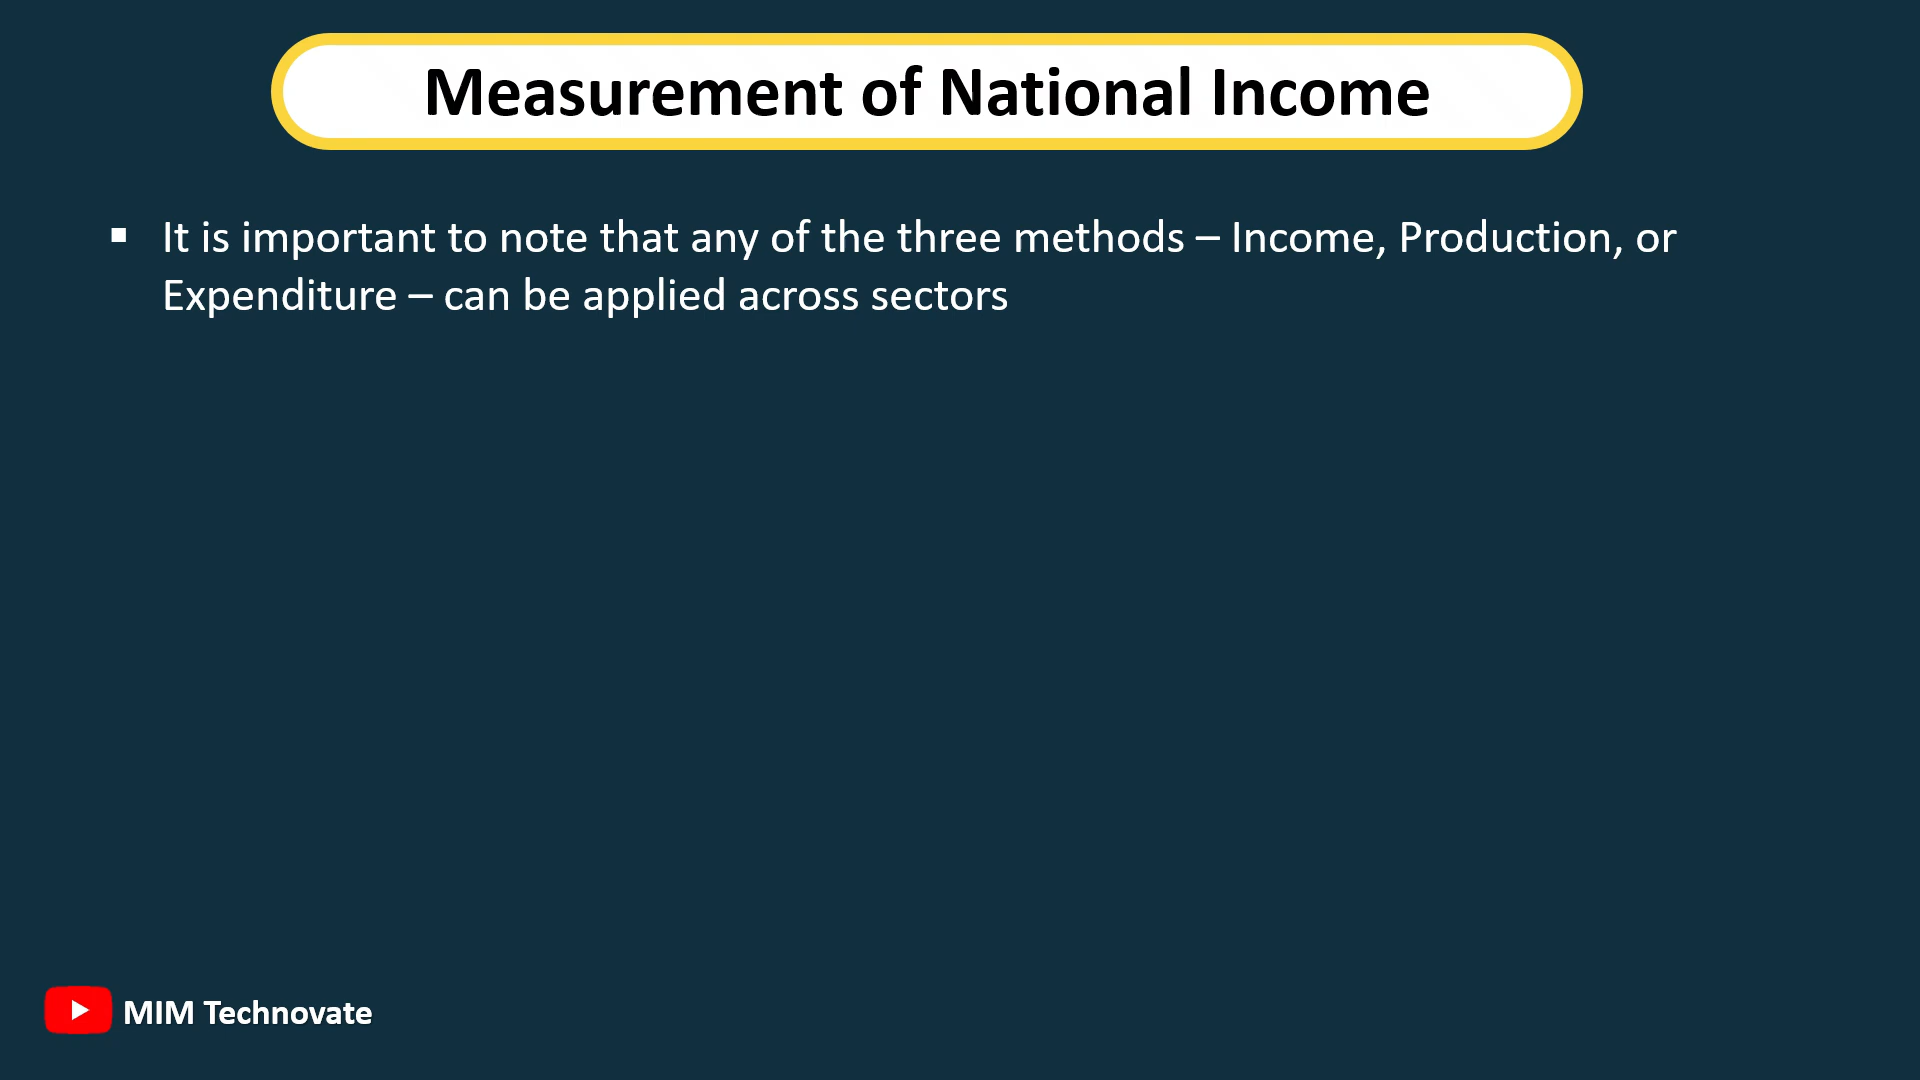 Measurement of National Income
▪ It is important to note that any of the three methods – Income, Production, or
Expenditure – can be applied across sectors
MIM Technovate